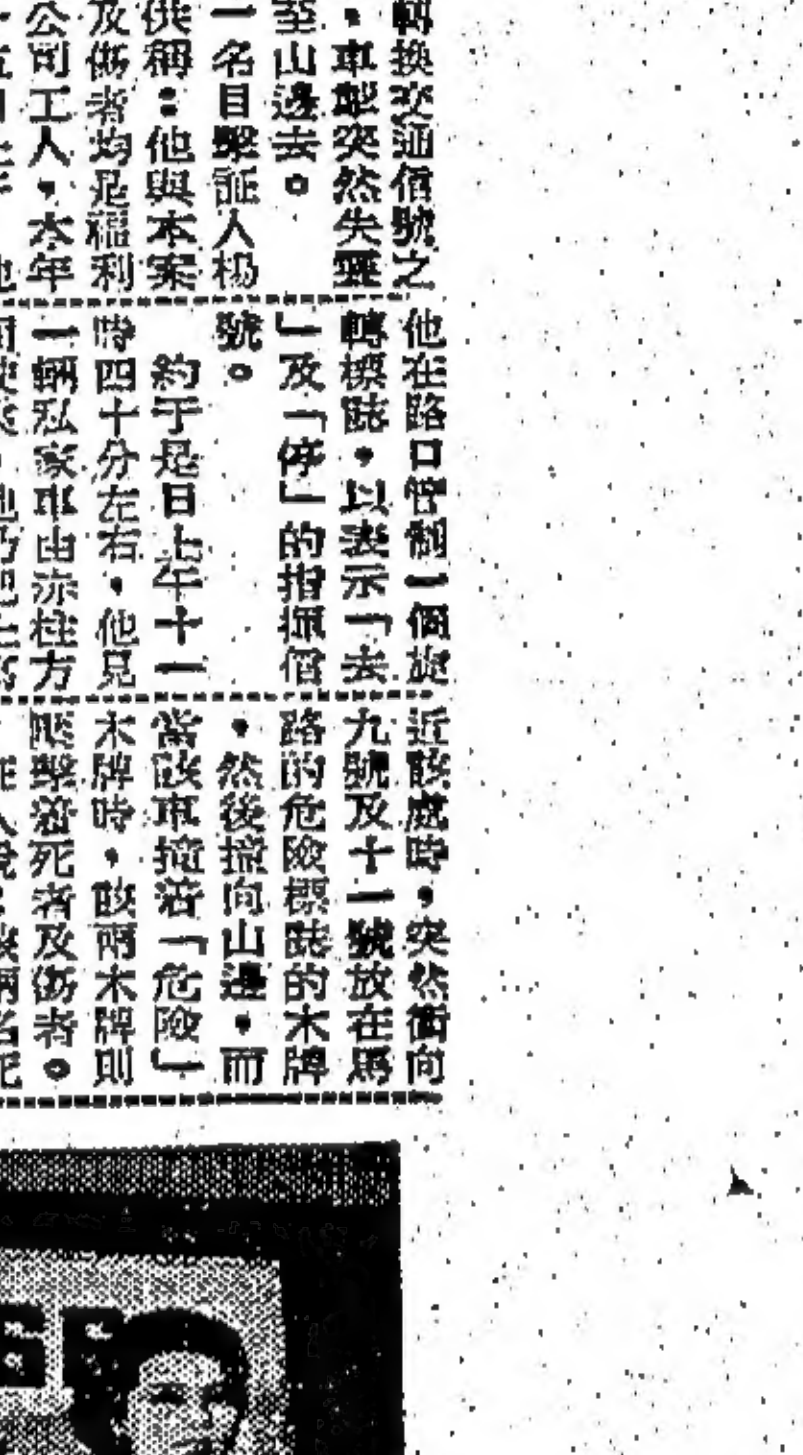 轉換交通信號之
，車掣突然失靈
至山邊去。
一名目擊証人楊
供稱：他與本案
及傷者均是福利
公司工人，本年
他在路口管制一個旋
轉標誌，以表示「去
」及「停」的指揮信
號。
約于是日上午十一
時四十分左右，他見
一輛私家車由赤柱方
近該處時，突然衝向
九號及十一號放在馬
路的危險標誌的木牌
，然後撞向山邊，而
當該車撞着「危險」
木牌時，該兩木牌則
擊着死者及傷者。